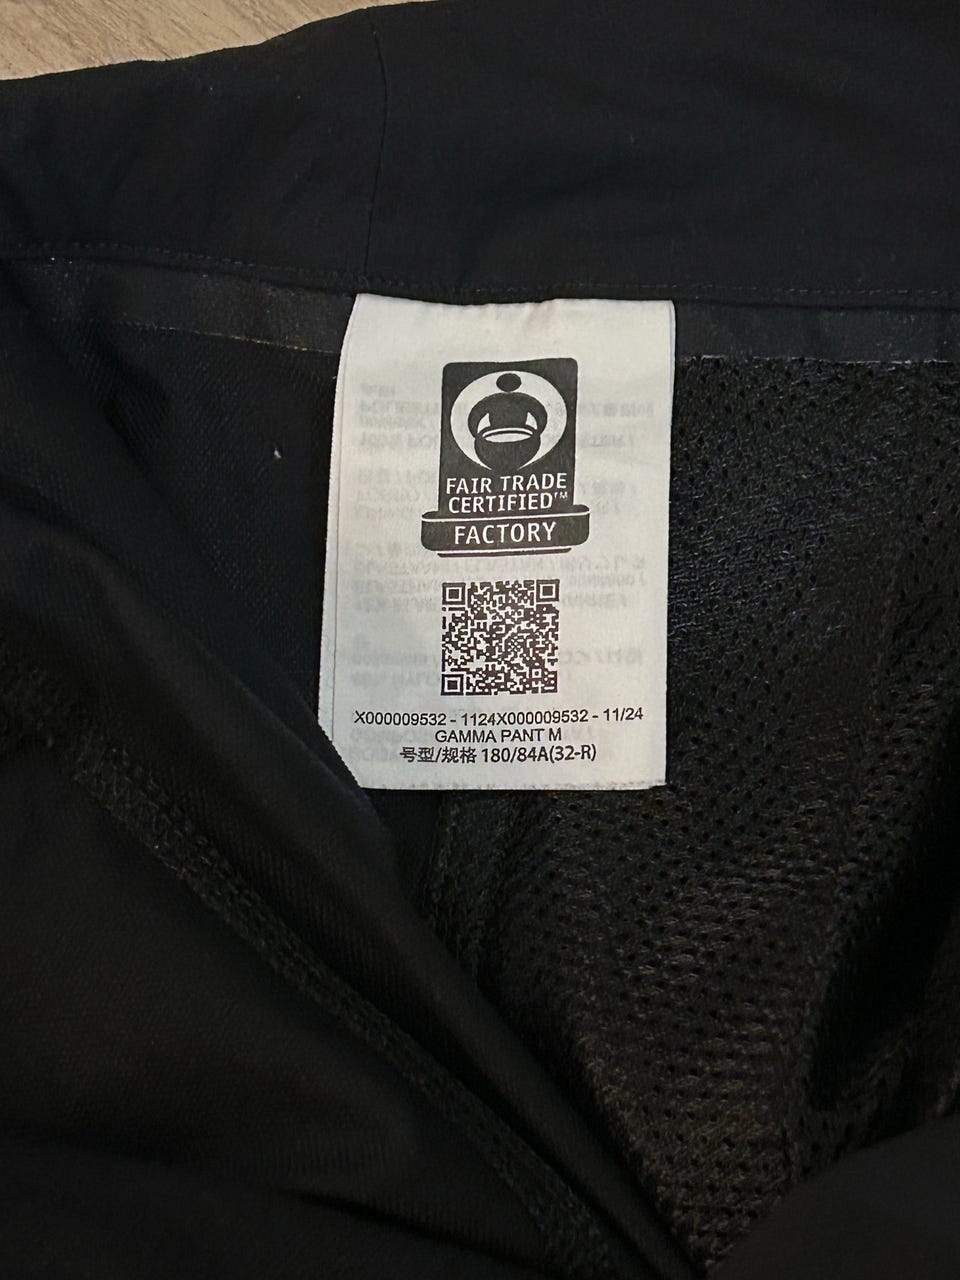 FAIR TRADE
CERTIFIED™
FACTORY
X000009532 - 1124X000009532 - 11/24
GAMMA PANT M
号型/规格 180/84A(32-R)